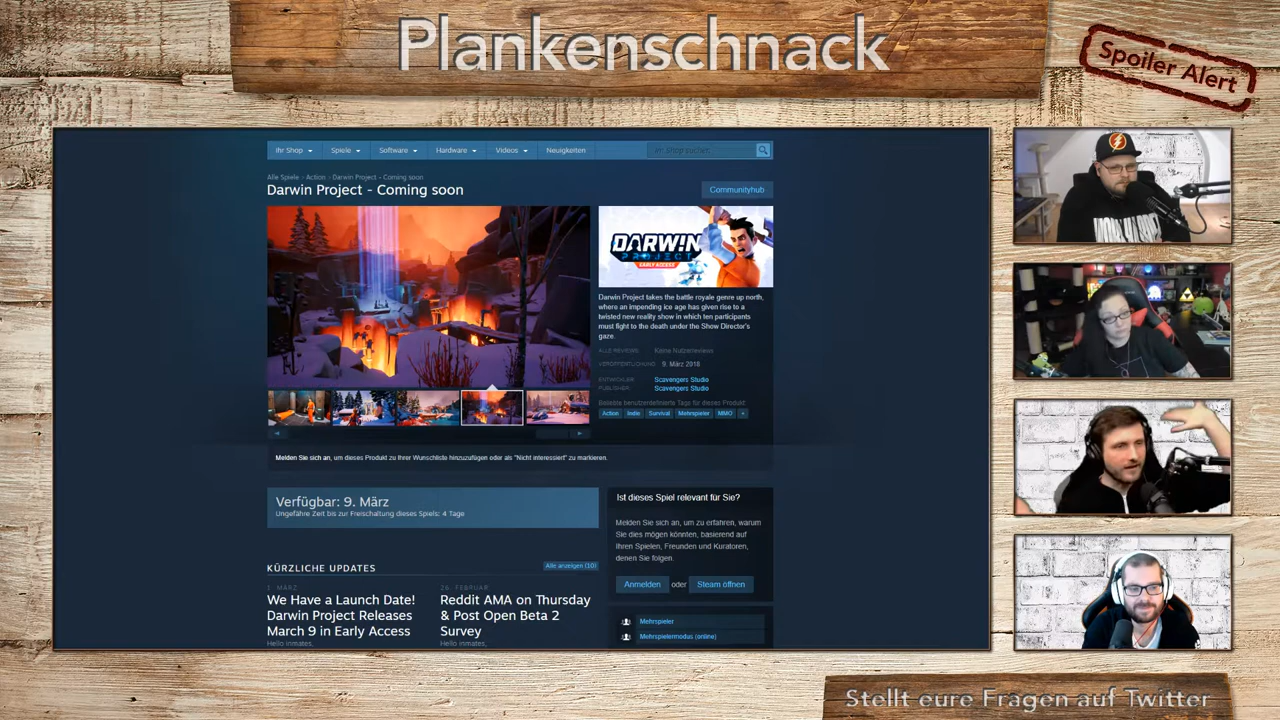 Plankenschnack
Spoiler Alert
Ihr Shop
Spiele
Software
Hardware
Videos
Neuigkeiten
im Shop suchen...
Alle Spiele > Action > Darwin Project - Coming soon
Darwin Project - Coming soon
Communityhub
DARWIN
PROJECT
EARLY ACCESS
Darwin Project takes the battle royale genre up north,
where an impending ice age has given rise to a
twisted new reality show in which ten participants
must fight to the death under the Show Director's
gaze.
ALLE REVIEWS: Keine Nutzerreviews
VERÖFFENTLICHUNG: 9. März 2018
ENTWICKLER: Scavengers Studio
PUBLISHER: Scavengers Studio
Beliebte benutzerdefinierte Tags für dieses Produkt:
Action Indie Survival Mehrspieler MMO +
Melden Sie sich an, um dieses Produkt zu Ihrer Wunschliste hinzuzufügen oder als "Nicht interessiert" zu markieren.
Verfügbar: 9. März
Ungefähre Zeit bis zur Freischaltung dieses Spiels: 4 Tage
Ist dieses Spiel relevant für Sie?
Melden Sie sich an, um zu erfahren, warum
Sie dies mögen könnten, basierend auf
Ihren Spielen, Freunden und Kuratoren,
denen Sie folgen.
Anmelden oder Steam öffnen
KÜRZLICHE UPDATES
Alle anzeigen (10)
1. MÄRZ
We Have a Launch Date!
Darwin Project Releases
March 9 in Early Access
Hello inmates,
26. FEBRUAR
Reddit AMA on Thursday
& Post Open Beta 2
Survey
Hello inmates,
Mehrspieler
Mehrspielermodus (online)
Stellt eure Fragen auf Twitter